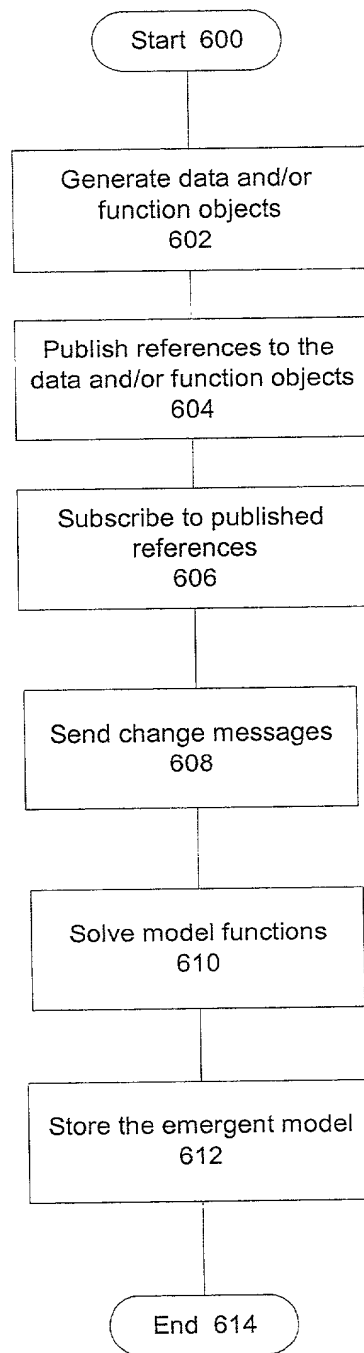 Start 600
Generate data and/or
function objects
602
Publish references to the
data and/or function objects
604
Subscribe to published
references
606
Send change messages
608
Solve model functions
610
Store the emergent model
612
End 614